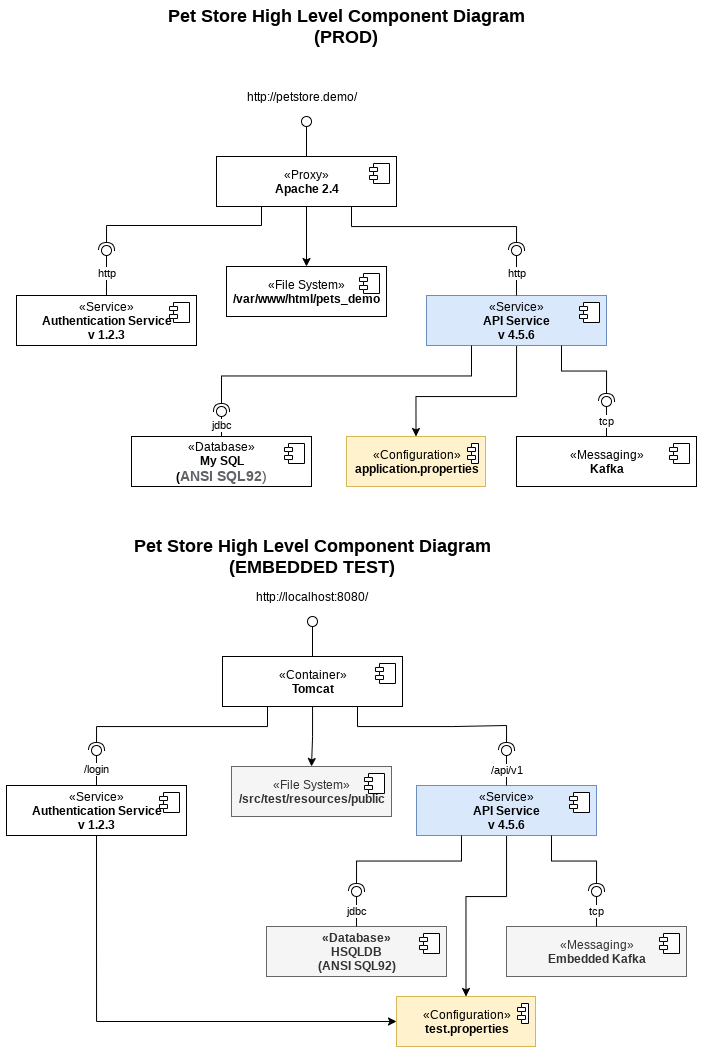 Pet Store High Level Component Diagram
(PROD)
http://petstore.demo/
«Proxy»
Apache 2.4
http
«File System»
/var/www/html/pets_demo
http
«Service»
Authentication Service
v 1.2.3
«Service»
API Service
v 4.5.6
jdbc
tcp
«Database»
My SQL
(ANSI SQL92)
«Configuration»
application.properties
«Messaging»
Kafka
Pet Store High Level Component Diagram
(EMBEDDED TEST)
http://localhost:8080/
«Container»
Tomcat
/login
«File System»
/src/test/resources/public
/api/v1
«Service»
Authentication Service
v 1.2.3
«Service»
API Service
v 4.5.6
jdbc
tcp
«Database»
HSQLDB
(ANSI SQL92)
«Messaging»
Embedded Kafka
«Configuration»
test.properties